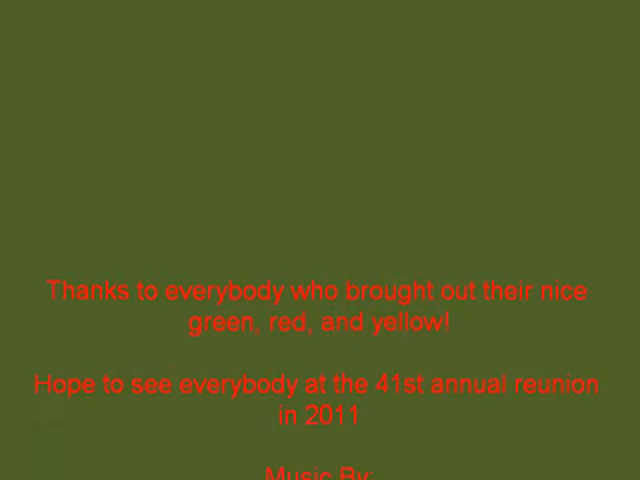 Thanks to everybody who brought out their nice
green, red, and yellow!
Hope to see everybody at the 41st annual reunion
in 2011
Music By: